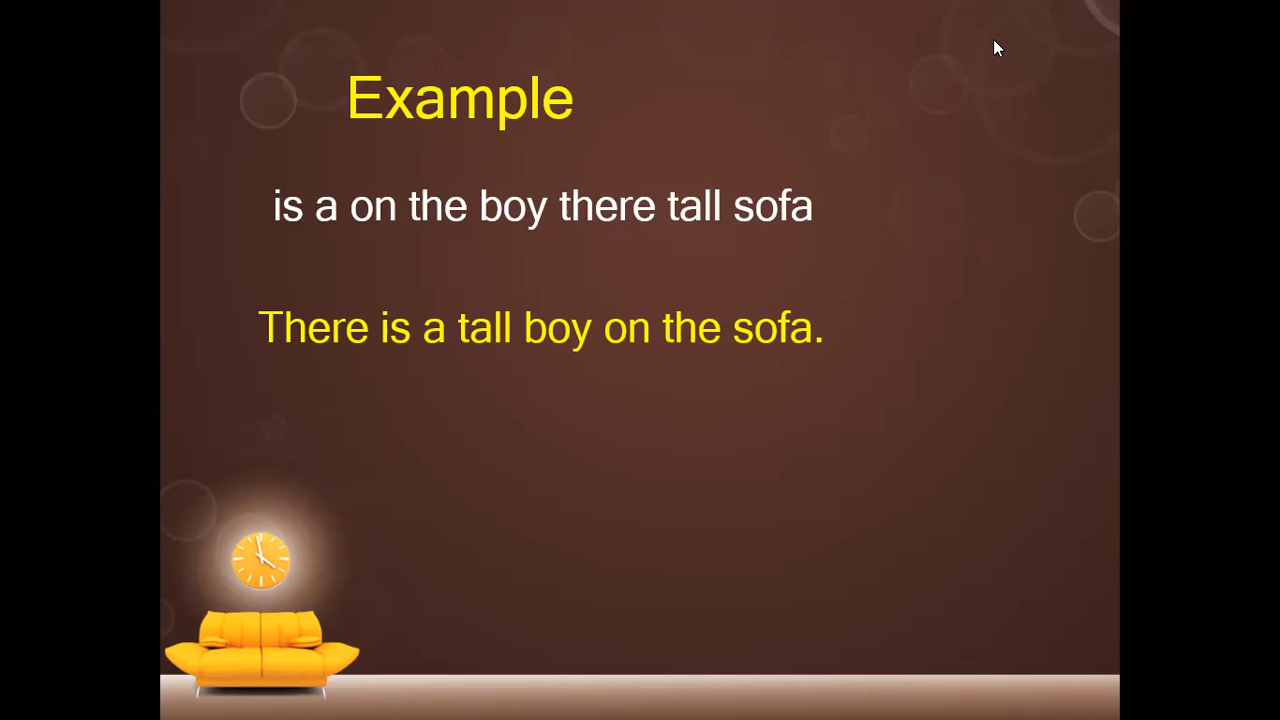 Example
is a on the boy there tall sofa
There is a tall boy on the sofa.